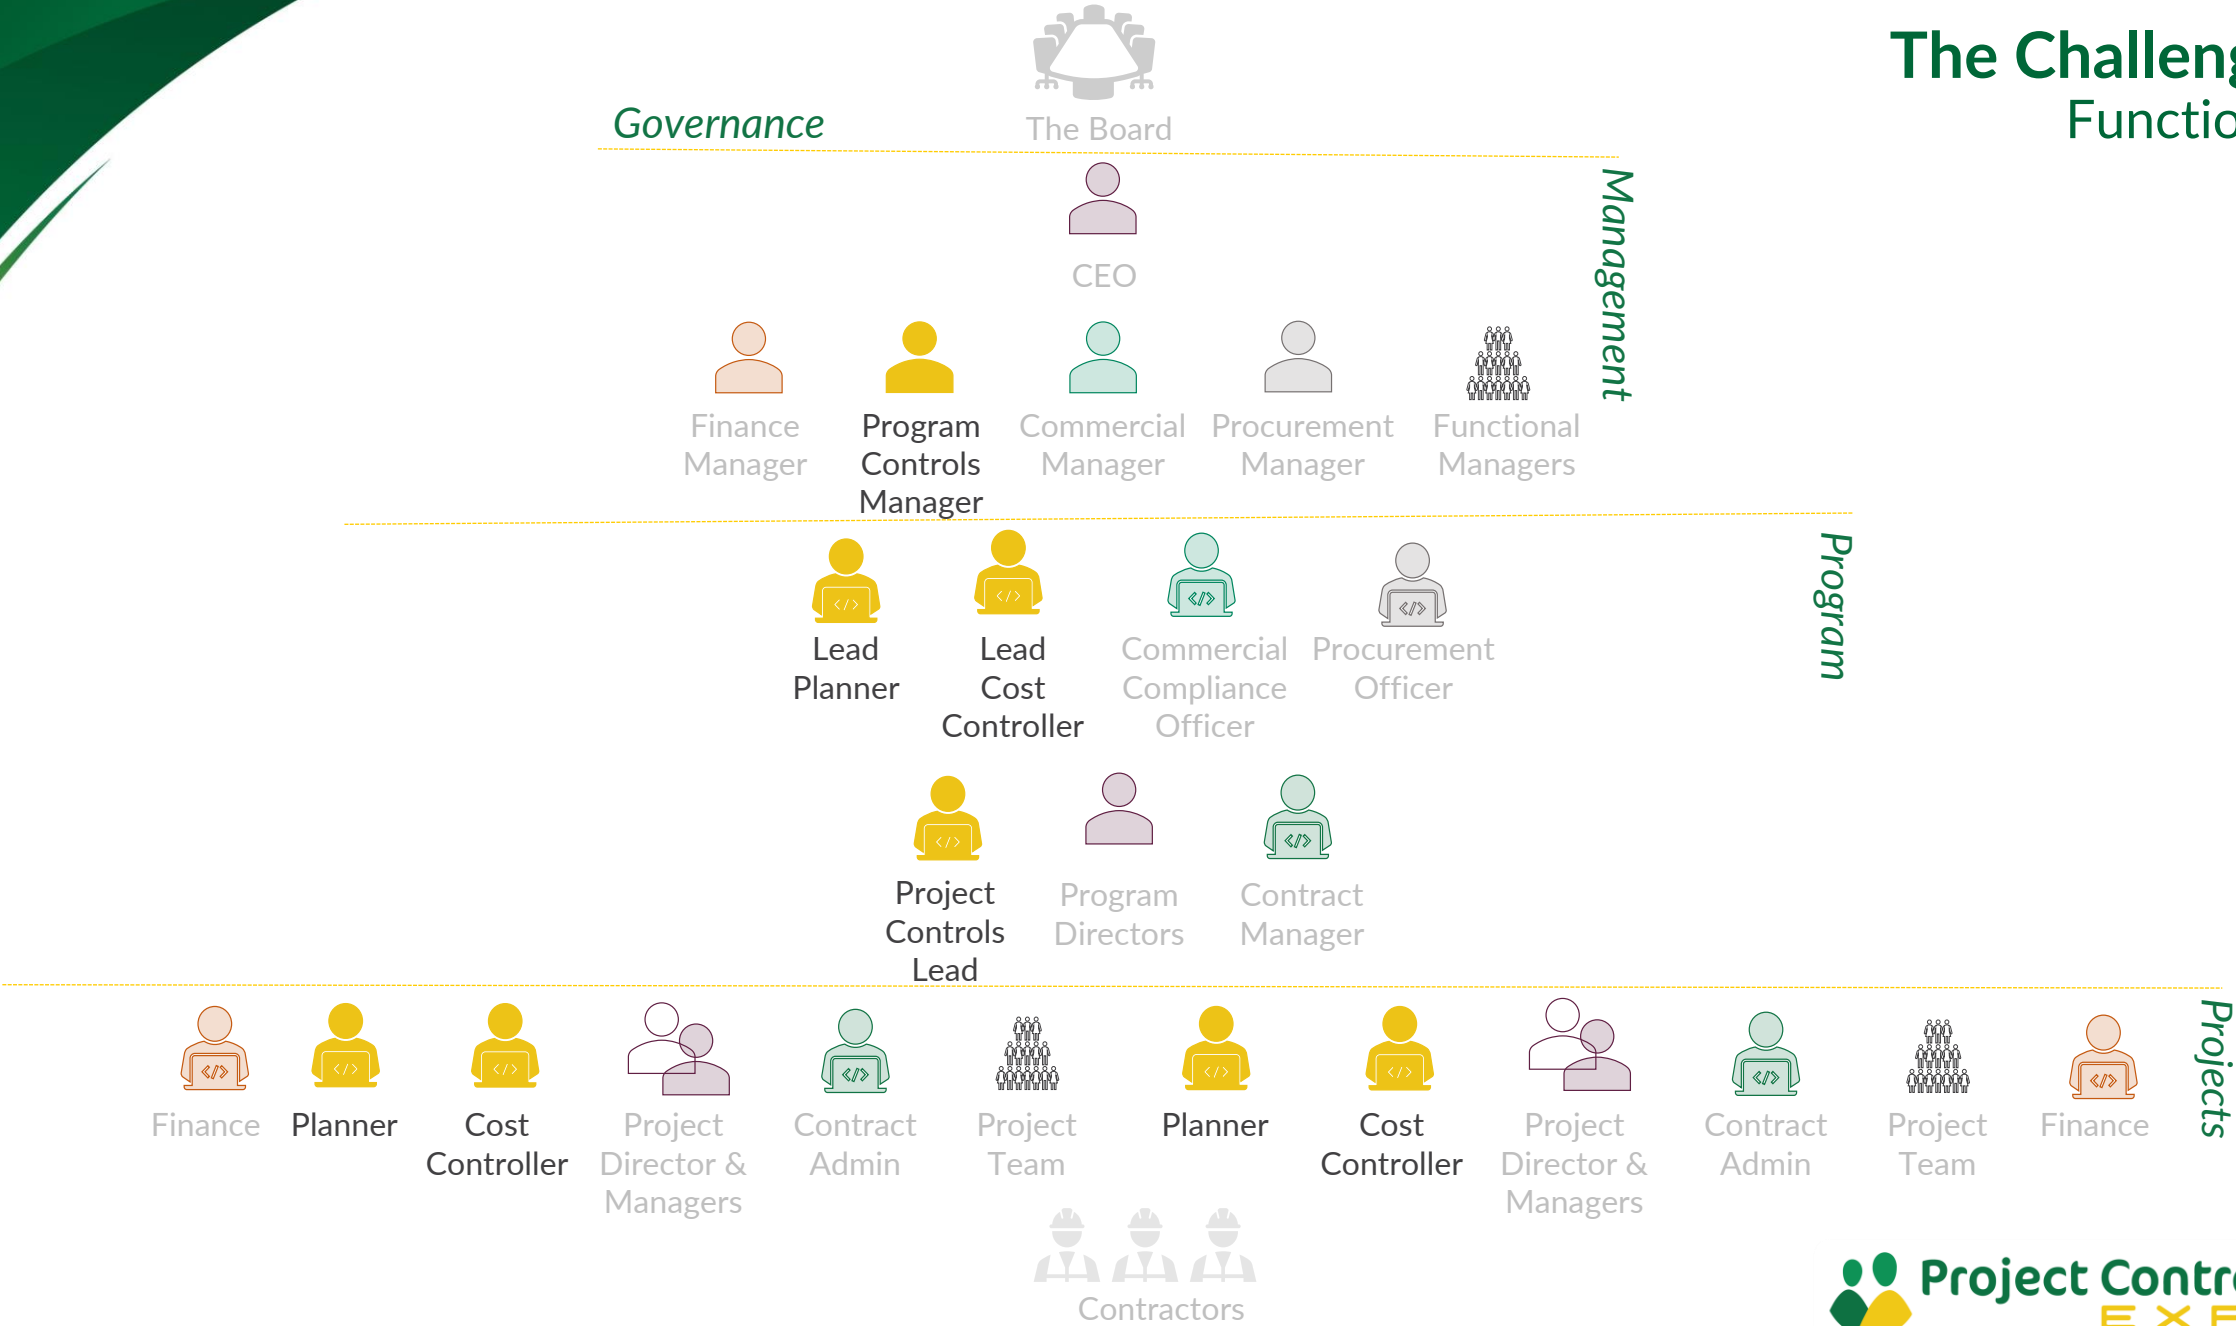 The Challeng
Functio
Governance
The Board
Management
CEO
Finance
Manager
Program
Controls
Manager
Commercial
Manager
Procurement
Manager
Functional
Managers
Program
Lead
Planner
Lead
Cost
Controller
Commercial
Compliance
Officer
Procurement
Officer
Project
Controls
Lead
Program
Directors
Contract
Manager
Projects
Finance
Planner
Cost
Controller
Project
Director &
Managers
Contract
Admin
Project
Team
Planner
Cost
Controller
Project
Director &
Managers
Contract
Admin
Project
Team
Finance
Contractors
Project Contr